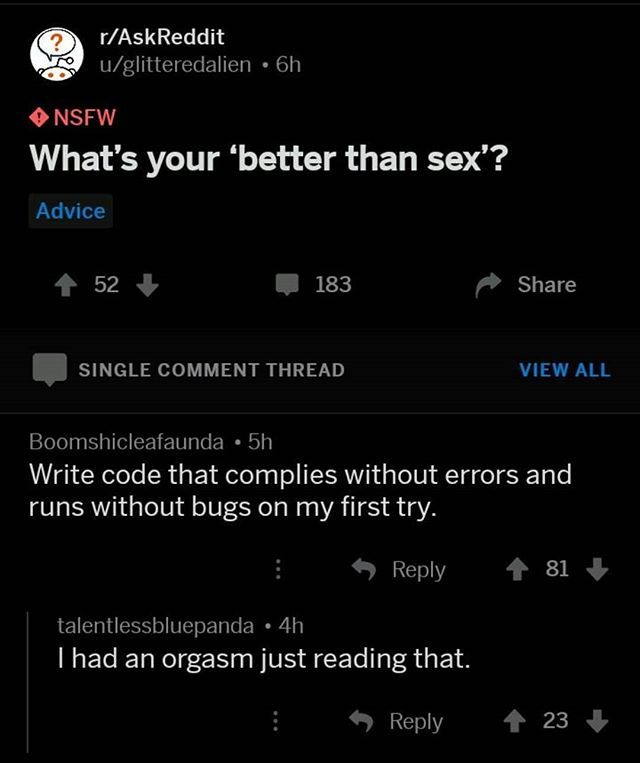 r/AskReddit
u/glitteredalien • 6h
NSFW
What's your 'better than sex'?
Advice
52
183
Share
SINGLE COMMENT THREAD
VIEW ALL
Boomshicleafaunda • 5h
Write code that complies without errors and
runs without bugs on my first try.
Reply
81
talentlessbluepanda • 4h
I had an orgasm just reading that.
Reply
23